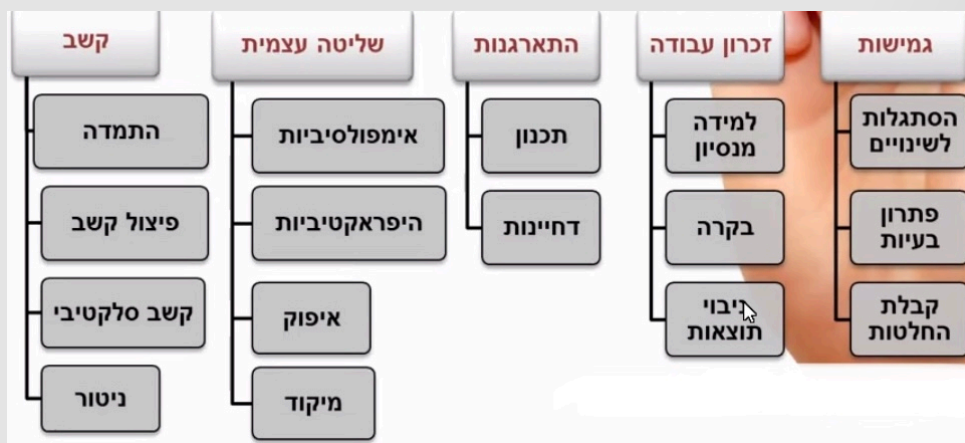 גמישות
הסתגלות
לשינויים
פתרון
בעיות
קבלת
החלטות
זכרון עבודה
למידה
מנסיון
בקרה
ניבוי
תוצאות
התארגנות
תכנון
דחיינות
שליטה עצמית
אימפולסיביות
היפראקטיביות
איפוק
מיקוד
קשב
התמדה
פיצול קשב
קשב סלקטיבי
ניטור